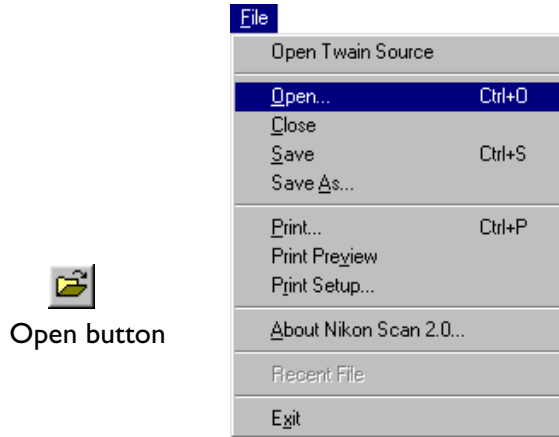 File
Open Twain Source
Open... Ctrl+O
Close
Save Ctrl+S
Save As...
Print... Ctrl+P
Print Preview
Print Setup...
About Nikon Scan 2.0...
Recent File
Exit
Open button